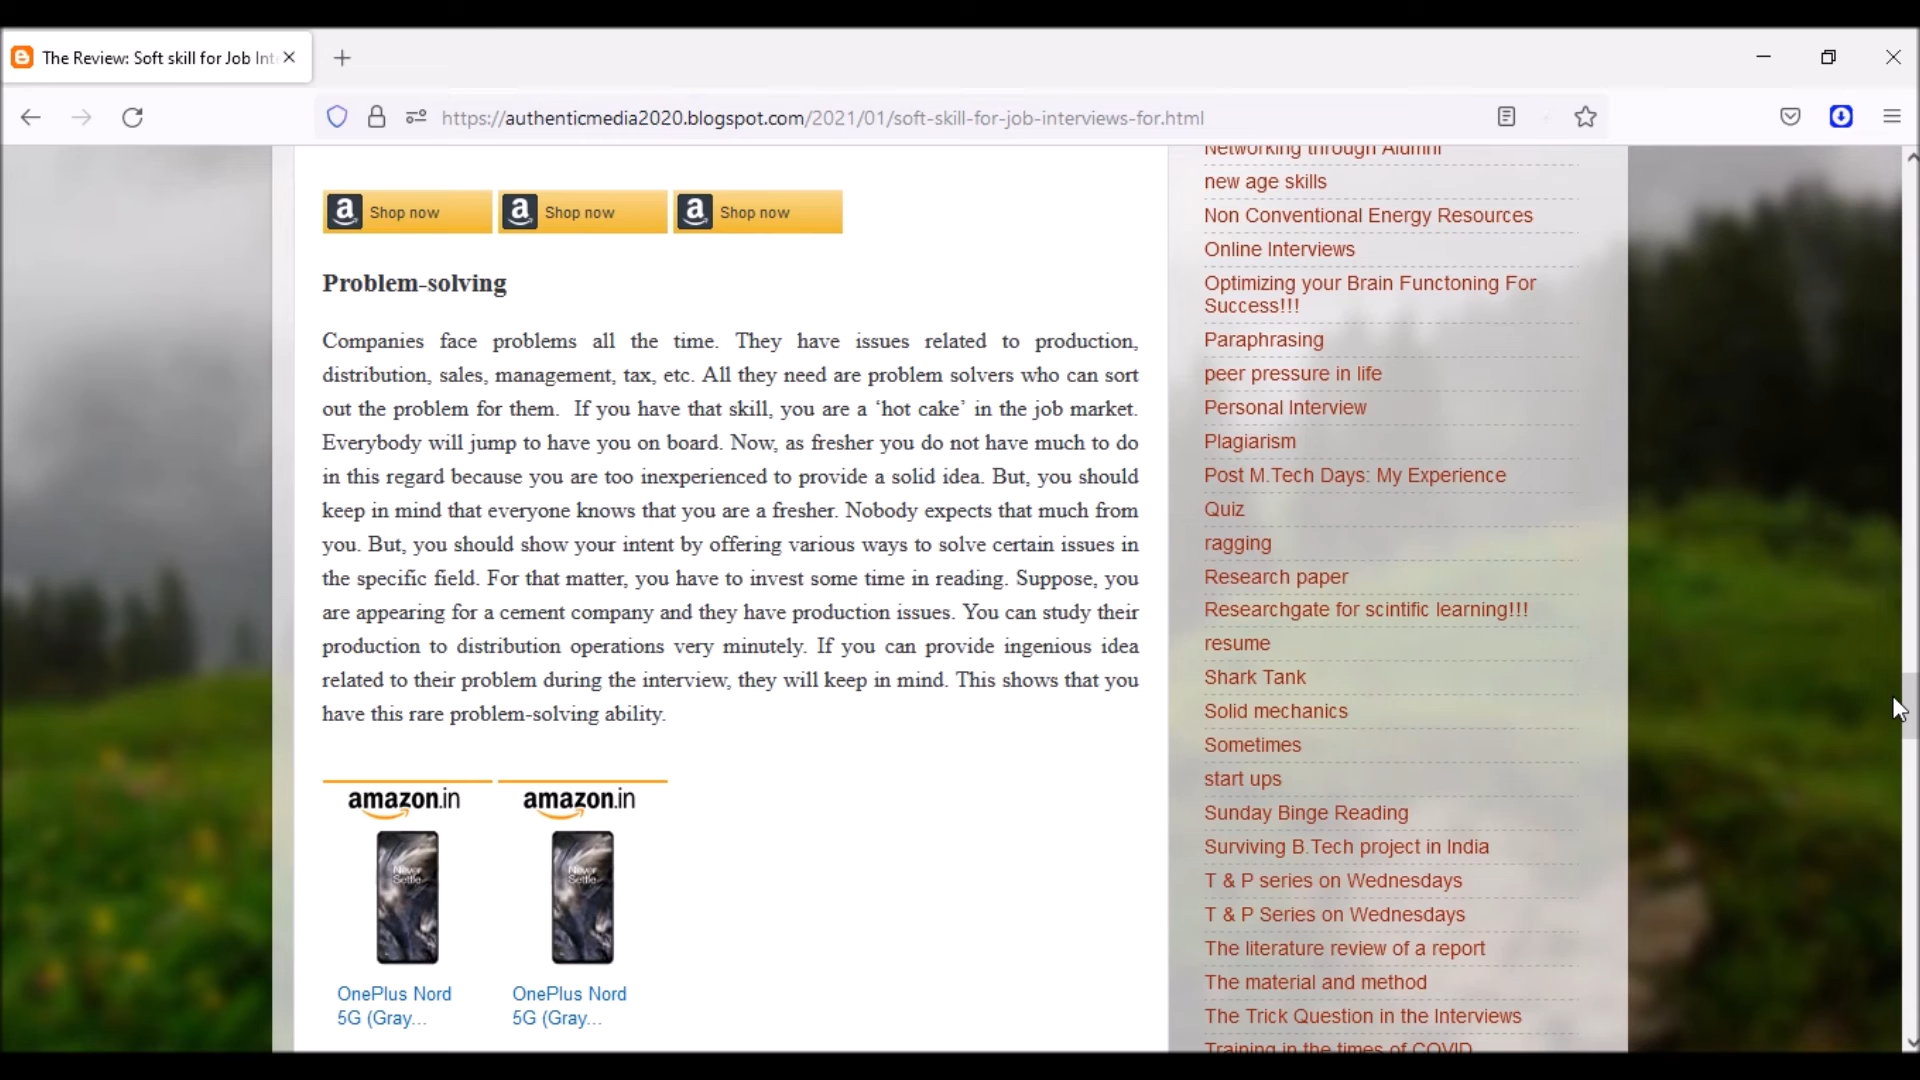 The Review: Soft skill for Job Int
https://authenticmedia2020.blogspot.com/2021/01/soft-skill-for-job-interviews-for.html
Shop now Shop now Shop now
Problem-solving
Companies face problems all the time. They have issues related to production,
distribution, sales, management, tax, etc. All they need are problem solvers who can sort
out the problem for them.  If you have that skill, you are a ‘hot cake’ in the job market.
Everybody will jump to have you on board. Now, as fresher you do not have much to do
in this regard because you are too inexperienced to provide a solid idea. But, you should
keep in mind that everyone knows that you are a fresher. Nobody expects that much from
you. But, you should show your intent by offering various ways to solve certain issues in
the specific field. For that matter, you have to invest some time in reading. Suppose, you
are appearing for a cement company and they have production issues. You can study their
production to distribution operations very minutely. If you can provide ingenious idea
related to their problem during the interview, they will keep in mind. This shows that you
have this rare problem-solving ability.
amazon.in amazon.in
Never Settle Never Settle
OnePlus Nord OnePlus Nord
5G (Gray... 5G (Gray...
Networking through Alumni
new age skills
Non Conventional Energy Resources
Online Interviews
Optimizing your Brain Functoning For
Success!!!
Paraphrasing
peer pressure in life
Personal Interview
Plagiarism
Post M.Tech Days: My Experience
Quiz
ragging
Research paper
Researchgate for scintific learning!!!
resume
Shark Tank
Solid mechanics
Sometimes
start ups
Sunday Binge Reading
Surviving B.Tech project in India
T & P series on Wednesdays
T & P Series on Wednesdays
The literature review of a report
The material and method
The Trick Question in the Interviews
Training in the times of COVID